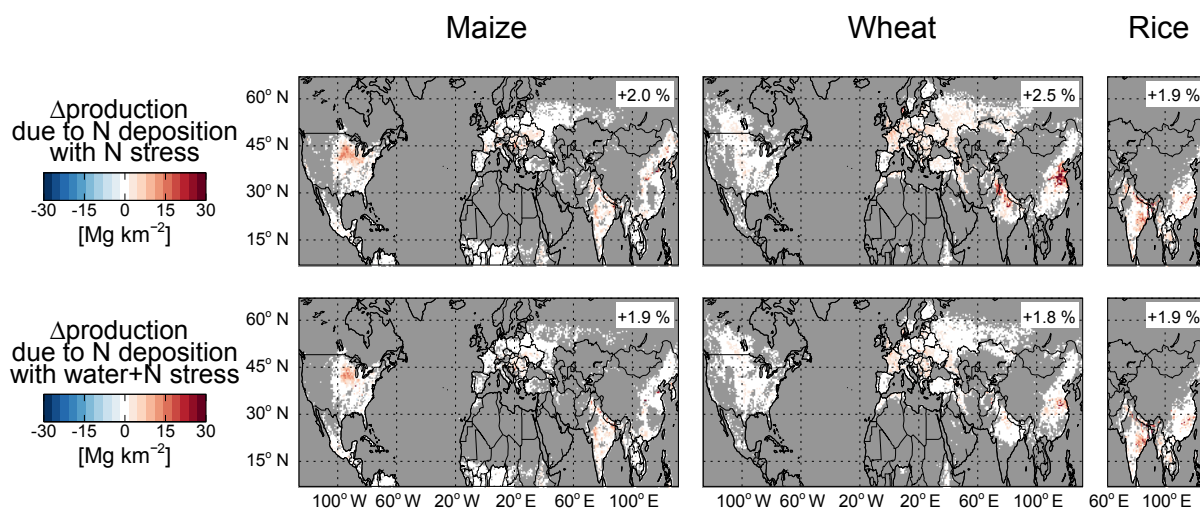 Maize Wheat Rice
Δproduction
due to N deposition
with N stress
-30 -15 0 15 30
[Mg km⁻²]
60° N
45° N
30° N
15° N
+2.0 %
+2.5 %
+1.9 %
Δproduction
due to N deposition
with water+N stress
-30 -15 0 15 30
[Mg km⁻²]
60° N
45° N
30° N
15° N
+1.9 %
+1.8 %
+1.9 %
100° W 60° W 20° W 20° E 60° E 100° E
100° W 60° W 20° W 20° E 60° E 100° E
60° E 100° E